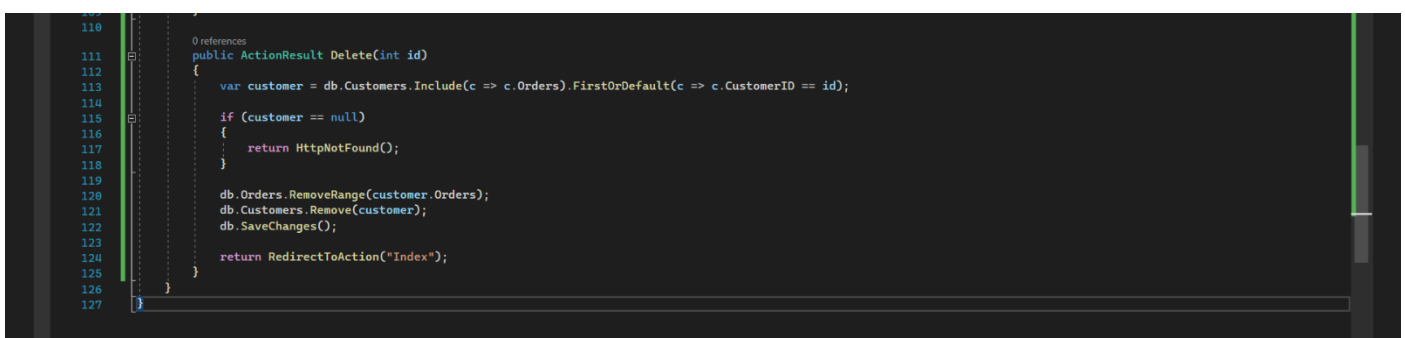 110
0 references
111 public ActionResult Delete(int id)
112 {
113 var customer = db.Customers.Include(c => c.Orders).FirstOrDefault(c => c.CustomerID == id);
114
115 if (customer == null)
116 {
117 return HttpNotFound();
118 }
119
120 db.Orders.RemoveRange(customer.Orders);
121 db.Customers.Remove(customer);
122 db.SaveChanges();
123
124 return RedirectToAction("Index");
125 }
126 }
127 }